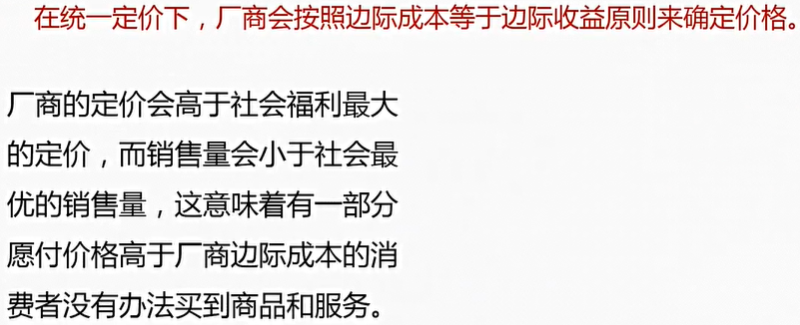 在统一定价下，厂商会按照边际成本等于边际收益原则来确定价格。
厂商的定价会高于社会福利最大
的定价，而销售量会小于社会最
优的销售量，这意味着有一部分
愿付价格高于厂商边际成本的消
费者没有办法买到商品和服务。